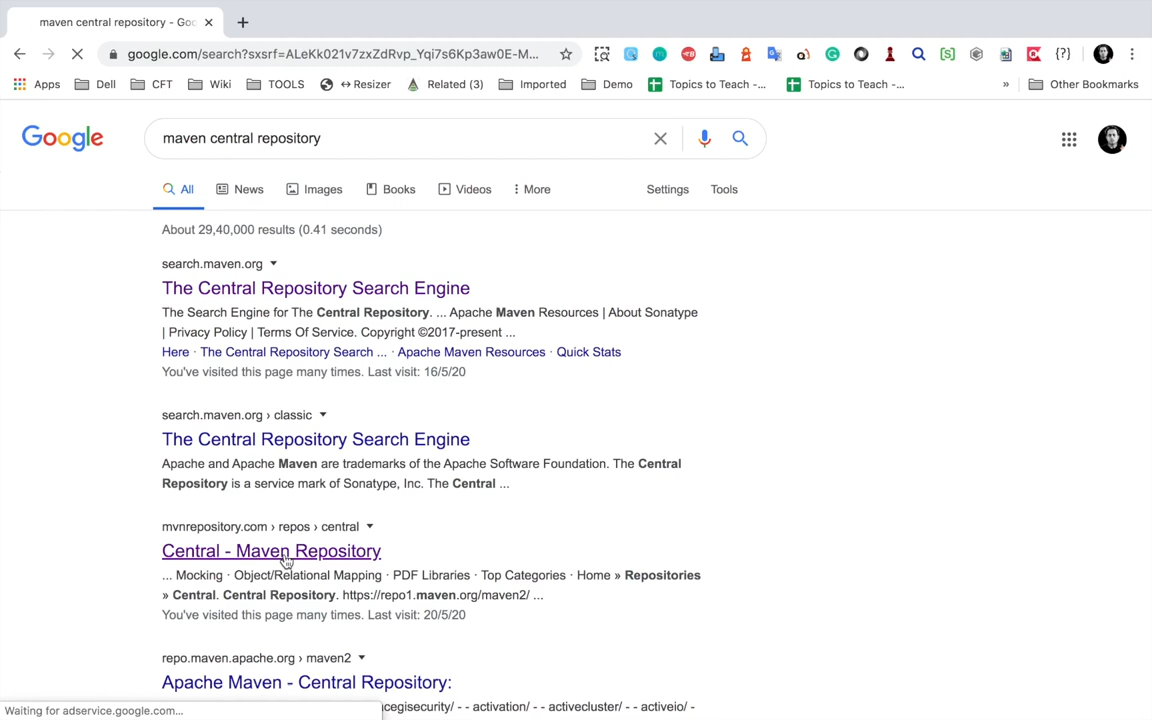 maven central repository - Goo
google.com/search?sxsrf=ALeKk021v7zxZdRvp_Yqi7s6Kp3aw0E-M...
Apps Dell CFT Wiki TOOLS ↔Resizer Related (3) Imported Demo Topics to Teach -... Topics to Teach -... » Other Bookmarks
Google
maven central repository
All News Images Books Videos More Settings Tools
About 29,40,000 results (0.41 seconds)
search.maven.org
The Central Repository Search Engine
The Search Engine for The Central Repository. ... Apache Maven Resources | About Sonatype
| Privacy Policy | Terms Of Service. Copyright ©2017-present ...
Here · The Central Repository Search ... · Apache Maven Resources · Quick Stats
You've visited this page many times. Last visit: 16/5/20
search.maven.org › classic
The Central Repository Search Engine
Apache and Apache Maven are trademarks of the Apache Software Foundation. The Central
Repository is a service mark of Sonatype, Inc. The Central ...
mvnrepository.com › repos › central
Central - Maven Repository
... Mocking · Object/Relational Mapping · PDF Libraries · Top Categories · Home » Repositories
» Central. Central Repository. https://repo1.maven.org/maven2/ ...
You've visited this page many times. Last visit: 20/5/20
repo.maven.apache.org › maven2
Apache Maven - Central Repository:
acegisecurity/ - - activation/ - - activecluster/ - - activeio/ -
Waiting for adservice.google.com...